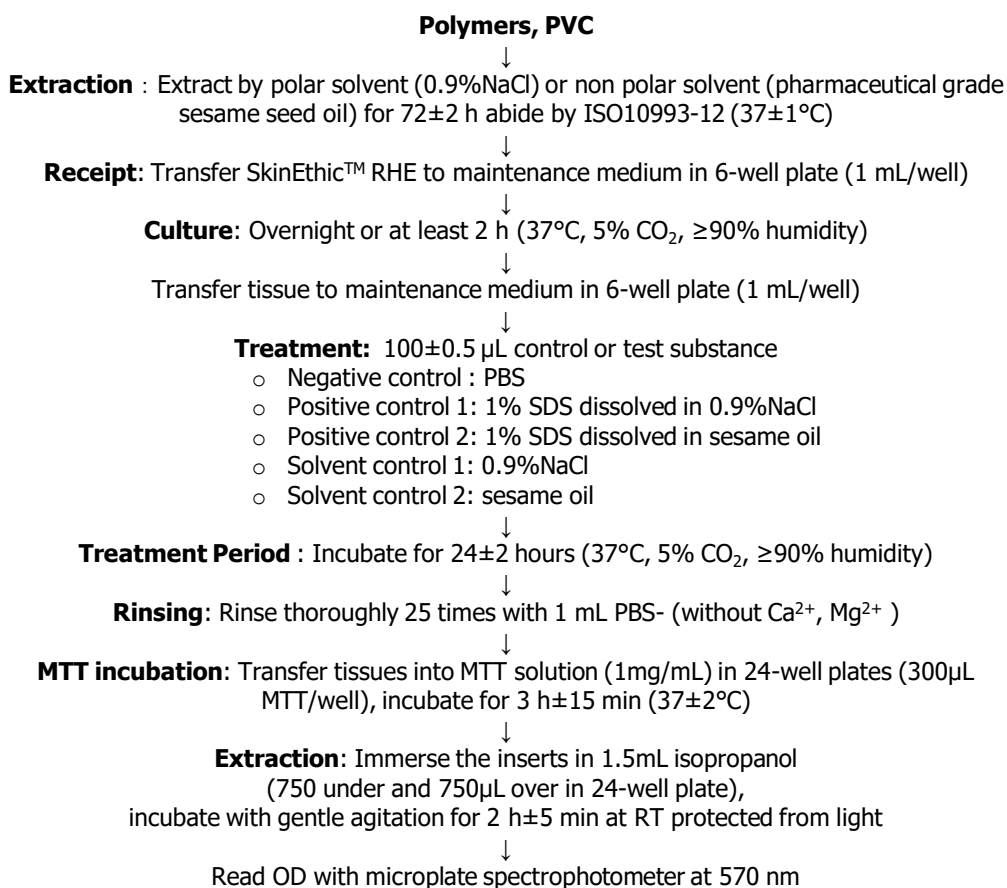 Polymers, PVC
↓
Extraction : Extract by polar solvent (0.9%NaCl) or non polar solvent (pharmaceutical grade
sesame seed oil) for 72±2 h abide by ISO10993-12 (37±1°C)
↓
Receipt: Transfer SkinEthic™ RHE to maintenance medium in 6-well plate (1 mL/well)
↓
Culture: Overnight or at least 2 h (37°C, 5% CO₂, ≥90% humidity)
↓
Transfer tissue to maintenance medium in 6-well plate (1 mL/well)
↓
Treatment: 100±0.5 µL control or test substance
○ Negative control : PBS
○ Positive control 1: 1% SDS dissolved in 0.9%NaCl
○ Positive control 2: 1% SDS dissolved in sesame oil
○ Solvent control 1: 0.9%NaCl
○ Solvent control 2: sesame oil
↓
Treatment Period : Incubate for 24±2 hours (37°C, 5% CO₂, ≥90% humidity)
↓
Rinsing: Rinse thoroughly 25 times with 1 mL PBS- (without Ca²⁺, Mg²⁺ )
↓
MTT incubation: Transfer tissues into MTT solution (1mg/mL) in 24-well plates (300µL
MTT/well), incubate for 3 h±15 min (37±2°C)
↓
Extraction: Immerse the inserts in 1.5mL isopropanol
(750 under and 750µL over in 24-well plate),
incubate with gentle agitation for 2 h±5 min at RT protected from light
↓
Read OD with microplate spectrophotometer at 570 nm